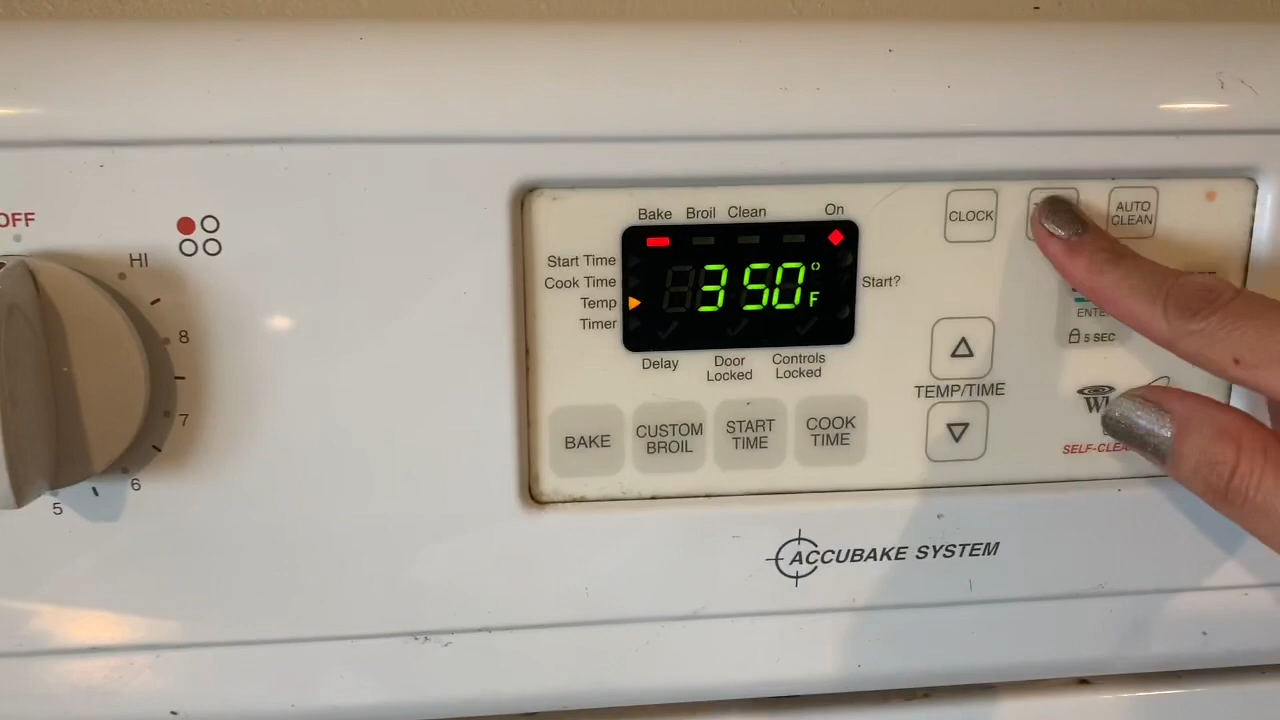 OFF
HI
8
7
6
5
Bake Broil Clean On
Start Time
Cook Time
Temp
Timer
350°F
Start?
Delay
Door
Locked
Controls
Locked
BAKE
CUSTOM
BROIL
START
TIME
COOK
TIME
CLOCK
AUTO
CLEAN
TEMP/TIME
5 SEC
ACCUBAKE SYSTEM